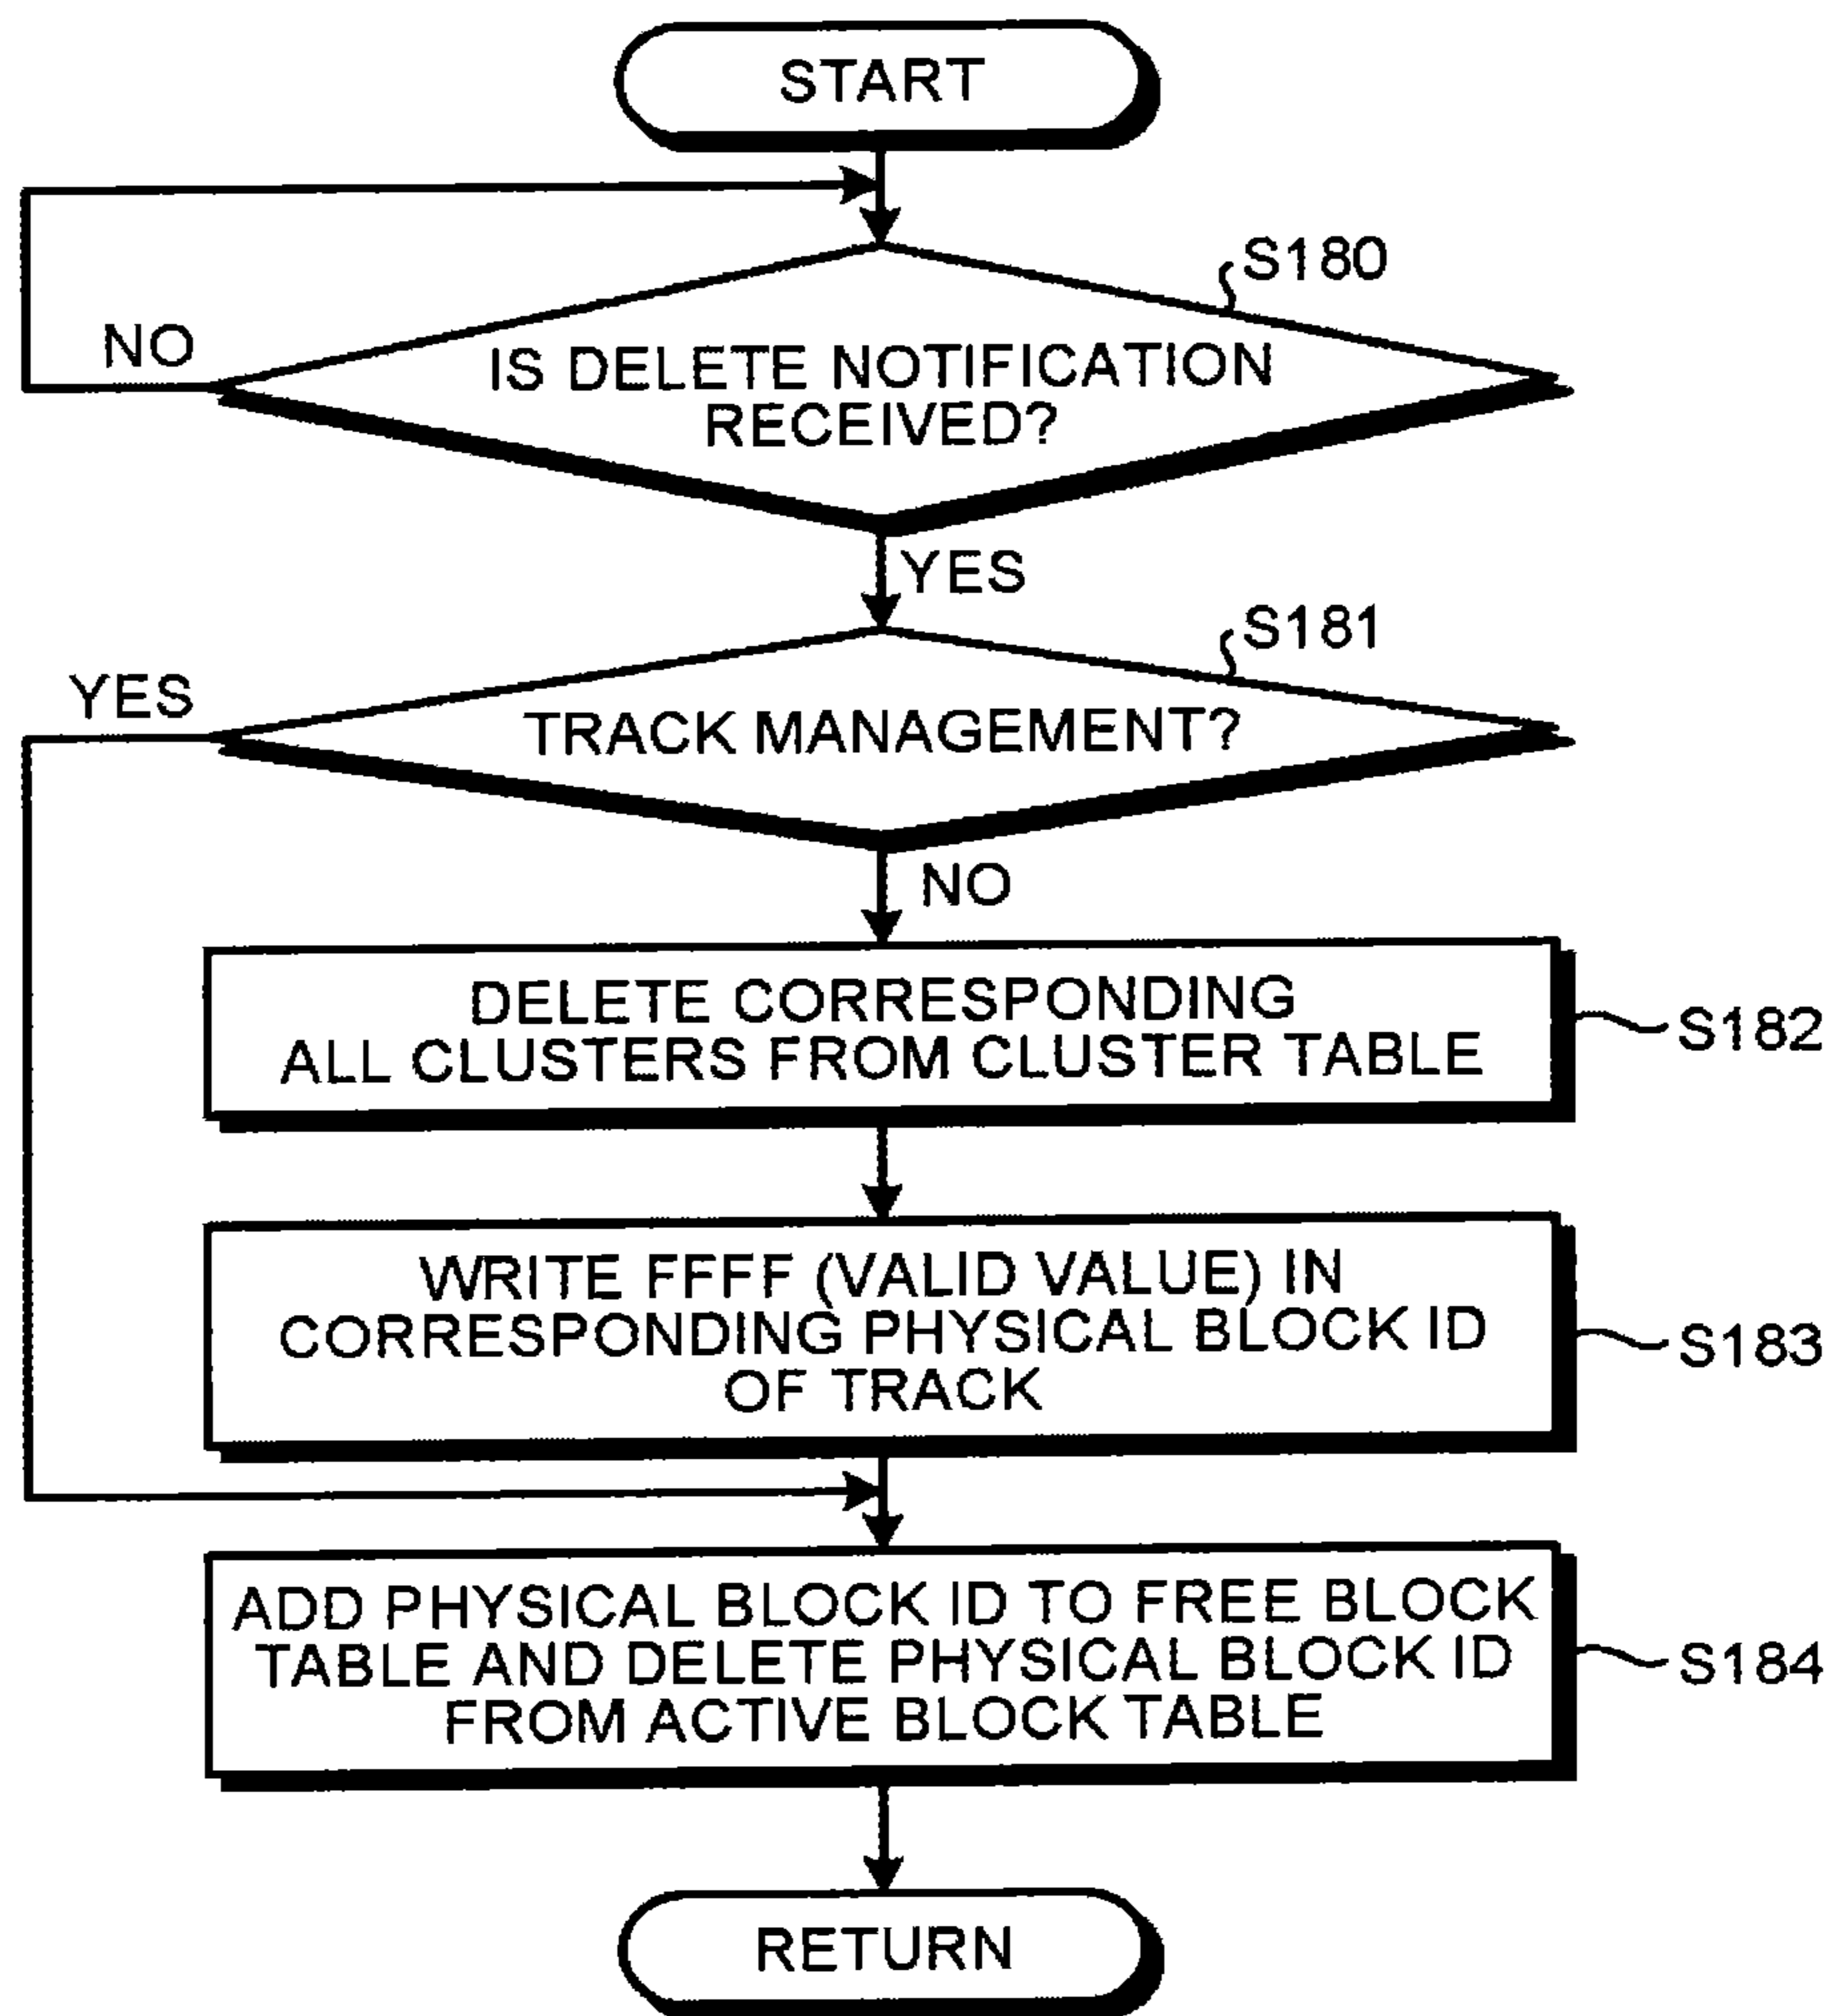 START
S180
NO
IS DELETE NOTIFICATION
RECEIVED?
YES
S181
YES
TRACK MANAGEMENT?
NO
DELETE CORRESPONDING
ALL CLUSTERS FROM CLUSTER TABLE
S182
WRITE FFFF (VALID VALUE) IN
CORRESPONDING PHYSICAL BLOCK ID
OF TRACK
S183
ADD PHYSICAL BLOCK ID TO FREE BLOCK
TABLE AND DELETE PHYSICAL BLOCK ID
FROM ACTIVE BLOCK TABLE
S184
RETURN